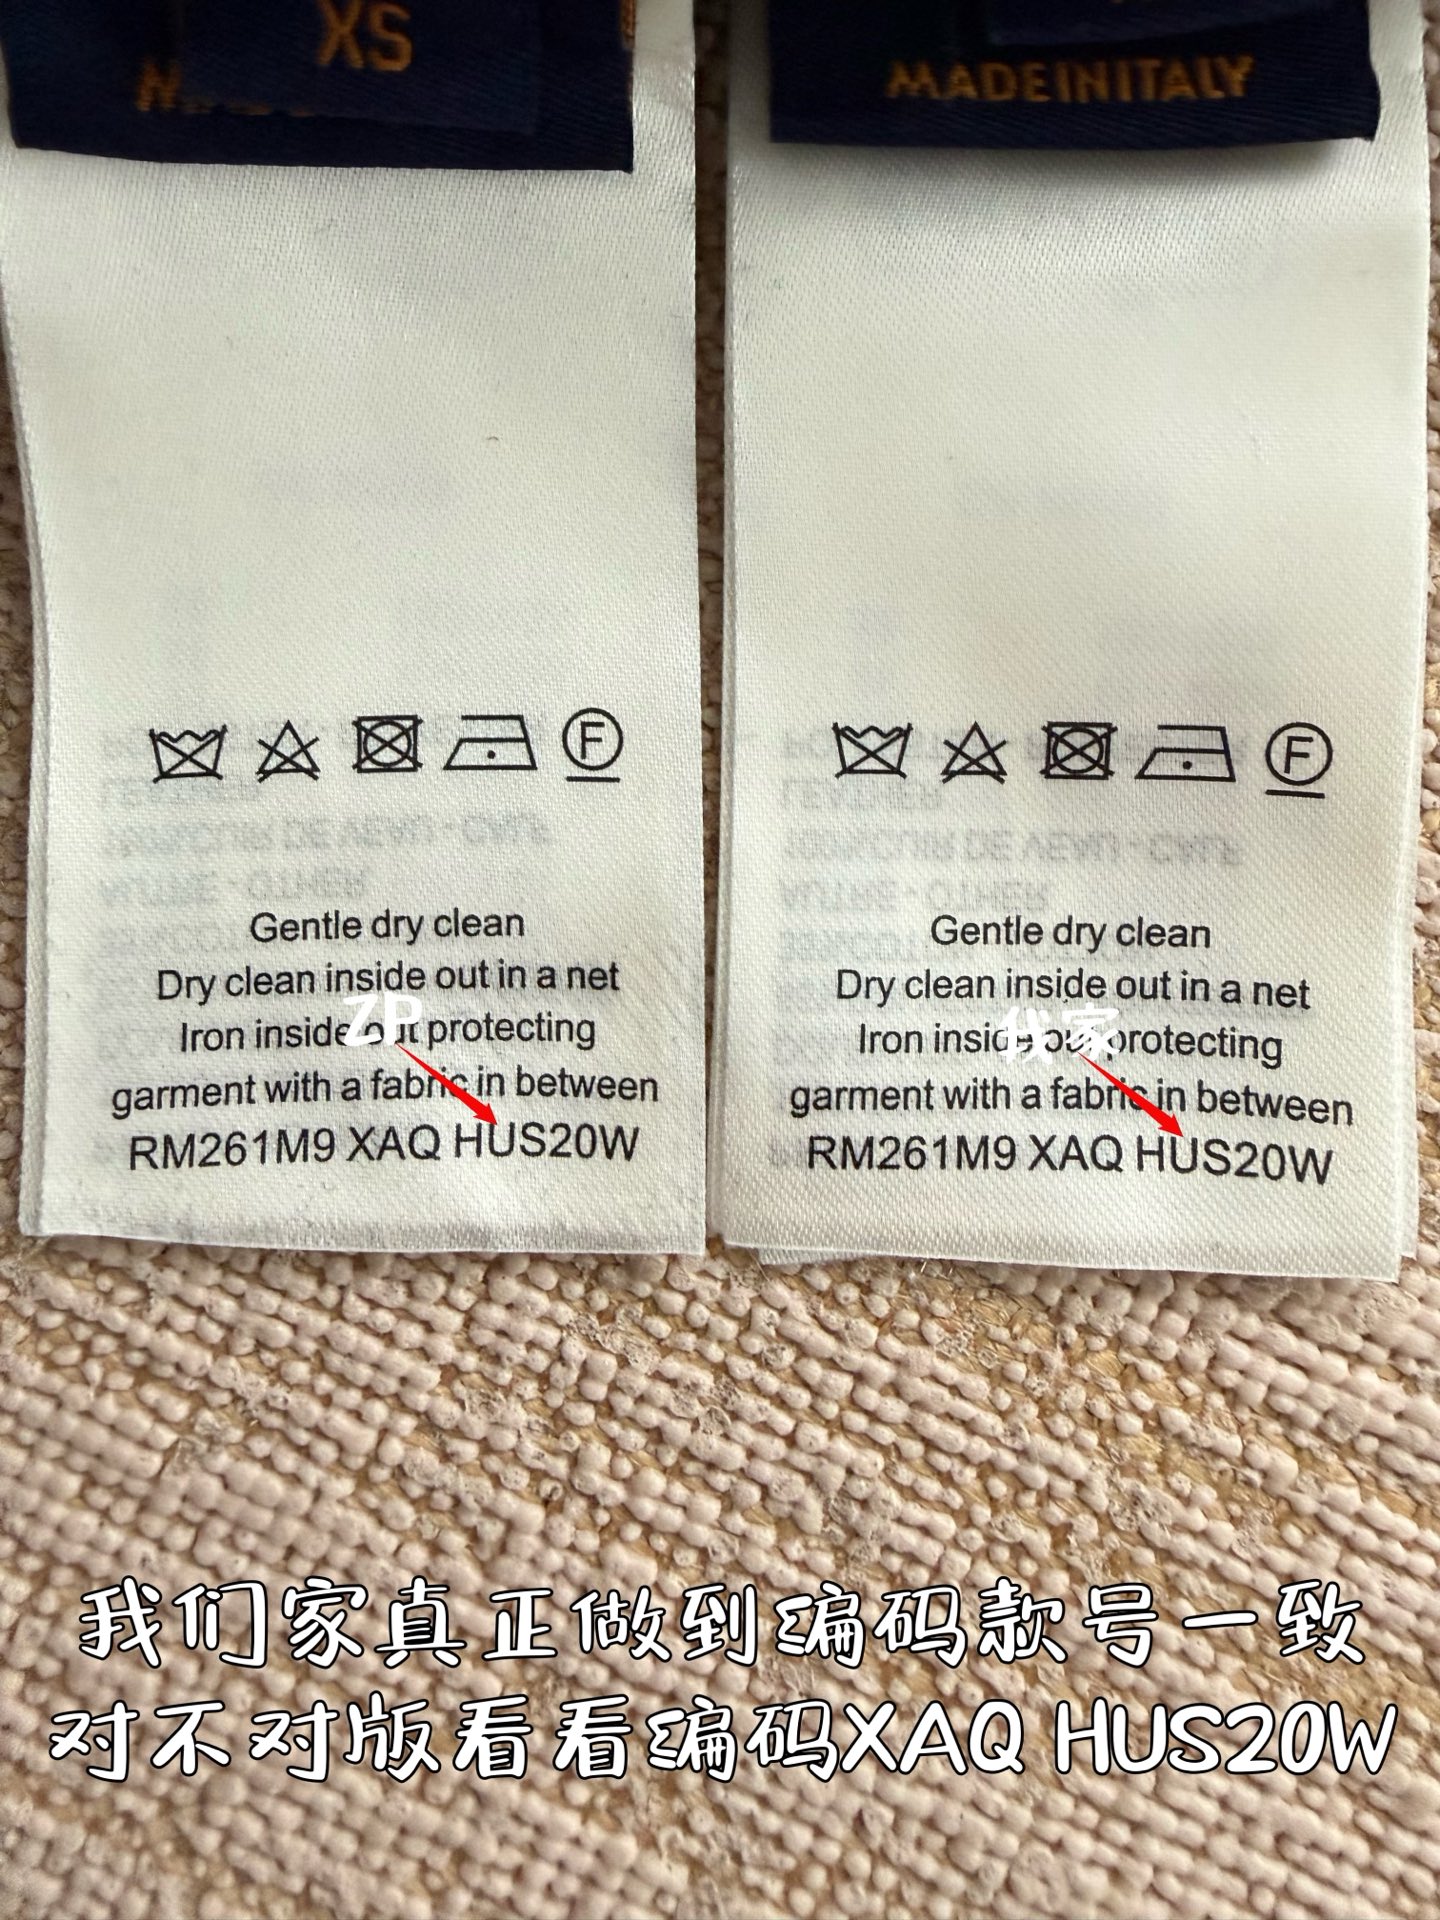 XS
MADE IN ITALY
F
F
Gentle dry clean
Dry clean inside out in a net
Iron inside out protecting
garment with a fabric in between
RM261M9 XAQ HUS20W
ZP
Gentle dry clean
Dry clean inside out in a net
Iron inside out protecting
garment with a fabric in between
RM261M9 XAQ HUS20W
我们家真正做到编码款号一致
对不对版看看编码XAQ HUS20W